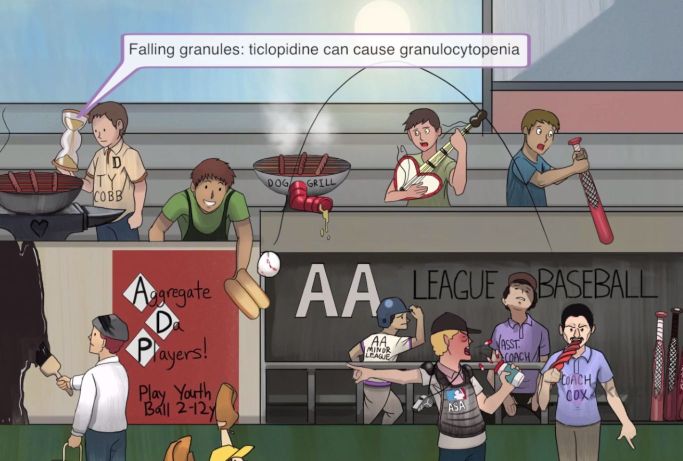 Falling granules: ticlopidine can cause granulocytopenia
D
TY
COBB
DOG GRILL
AA LEAGUE BASEBALL
Aggregate
Da
Players!
Play Youth
Ball 2-12y
AA
MINOR
LEAGUE
ASST.
COACH
ASA
COACH
COX